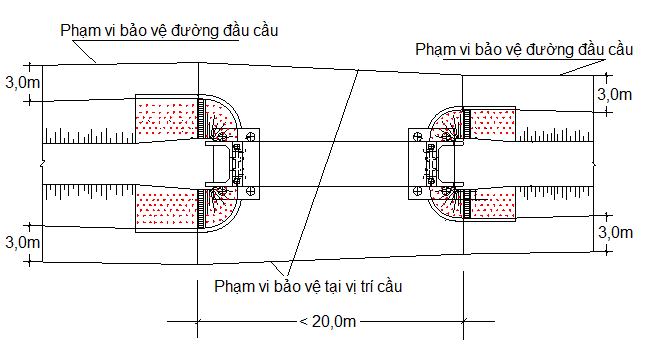 Phạm vi bảo vệ đường đầu cầu
Phạm vi bảo vệ đường đầu cầu
3,0m
3,0m
3,0m
3,0m
Phạm vi bảo vệ tại vị trí cầu
< 20,0m